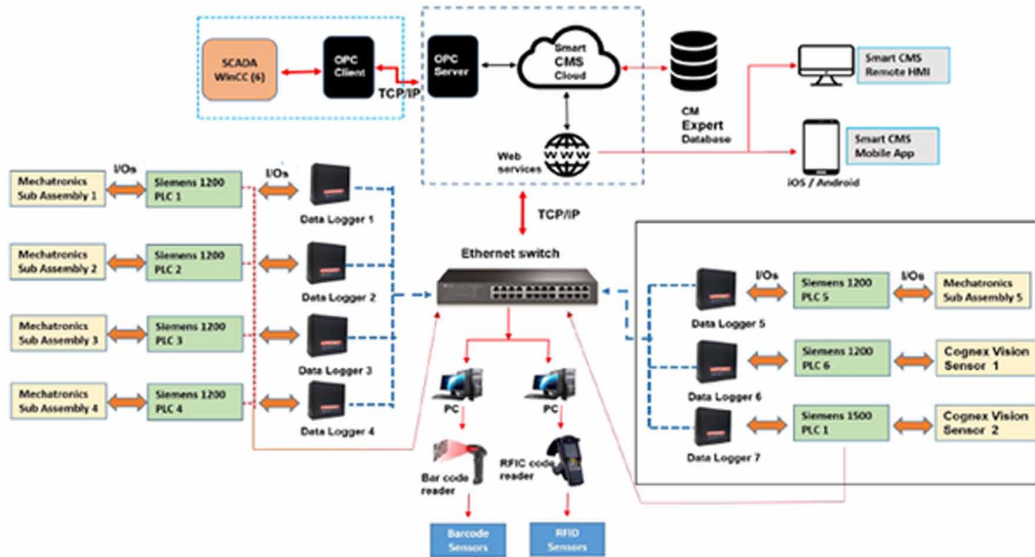 SCADA
WinCC (6)
OPC
Client
TCP/IP
OPC
Server
Smart
CMS
Cloud
CM
Expert
Database
Smart CMS
Remote HMI
Smart CMS
Mobile App
iOS / Android
Web
services
WWW
TCP/IP
Ethernet switch
I/Os
I/Os
Mechatronics
Sub Assembly 1
Siemens 1200
PLC 1
Data Logger 1
Mechatronics
Sub Assembly 2
Siemens 1200
PLC 2
Data Logger 2
Mechatronics
Sub Assembly 3
Siemens 1200
PLC 3
Data Logger 3
Mechatronics
Sub Assembly 4
Siemens 1200
PLC 4
Data Logger 4
I/Os
I/Os
Data Logger 5
Siemens 1200
PLC 5
Mechatronics
Sub Assembly 5
Data Logger 6
Siemens 1200
PLC 6
Cognex Vision
Sensor 1
Data Logger 7
Siemens 1500
PLC 1
Cognex Vision
Sensor 2
PC
PC
Bar code
reader
RFIC code
reader
Barcode
Sensors
RFID
Sensors